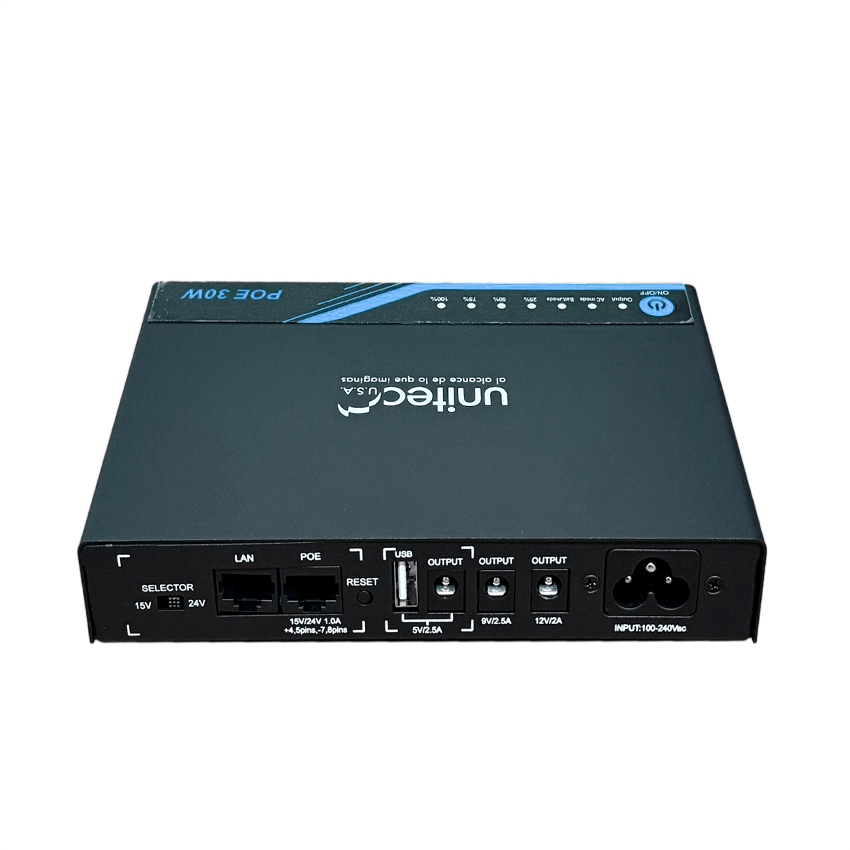 POE 30W
100%
75%
50%
25%
Batt.mode
AC mode
Output
ON/OFF
unitec
U.S.A.
al alcance de lo que imaginas
LAN
POE
SELECTOR
15V
24V
RESET
15V/24V 1.0A
+4,5pins,-7,8pins
USB
OUTPUT
OUTPUT
OUTPUT
5V/2.5A
9V/2.5A
12V/2A
INPUT:100-240Vac